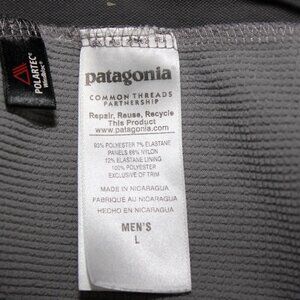 POLARTEC
patagonia
COMMON THREADS
PARTNERSHIP
Repair, Reuse, Recycle
This Product
www.patagonia.com
93% POLYESTER 7% ELASTANE
PANELS 88% NYLON
12% ELASTANE LINING
100% POLYESTER
EXCLUSIVE OF TRIM
MADE IN NICARAGUA
FABRIQUE AU NICARAGUA
HECHO EN NICARAGUA
MEN'S
L